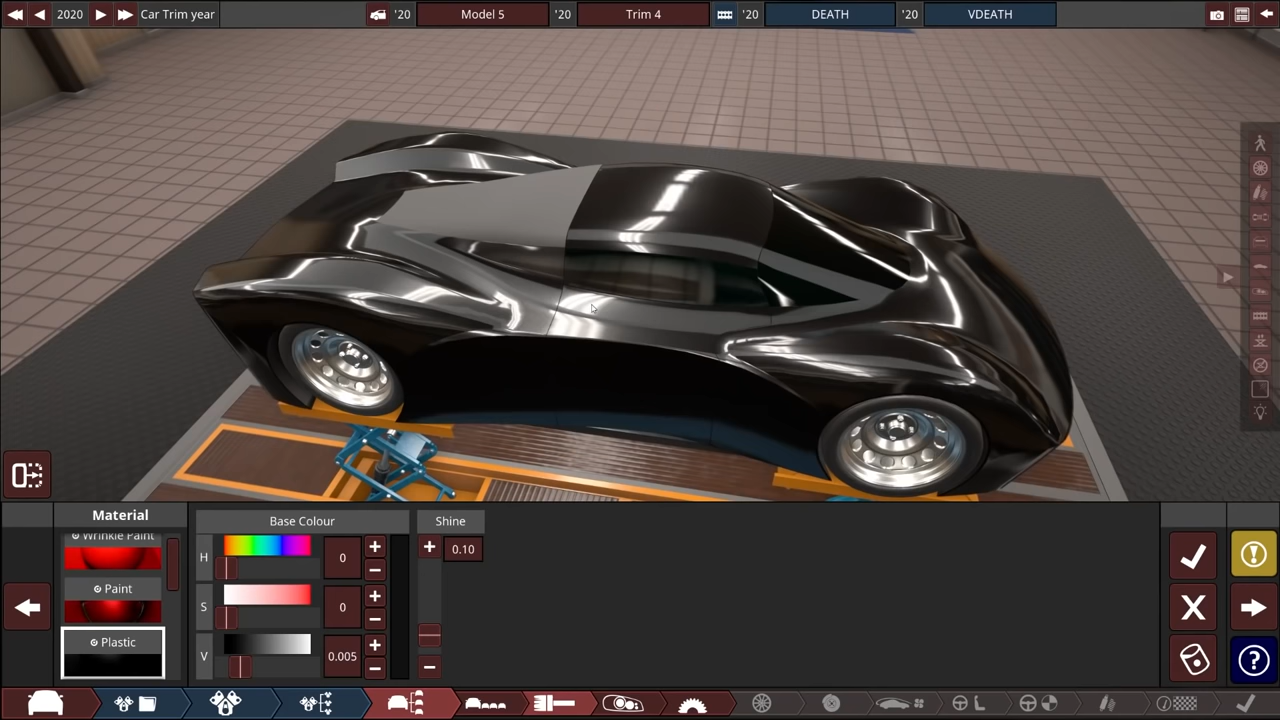 2020 Car Trim year '20 Model 5 '20 Trim 4 '20 DEATH '20 VDEATH
Material
Base Colour
Shine
Wrinkle Paint
H 0
0.10
Paint
S 0
Plastic
V 0.005